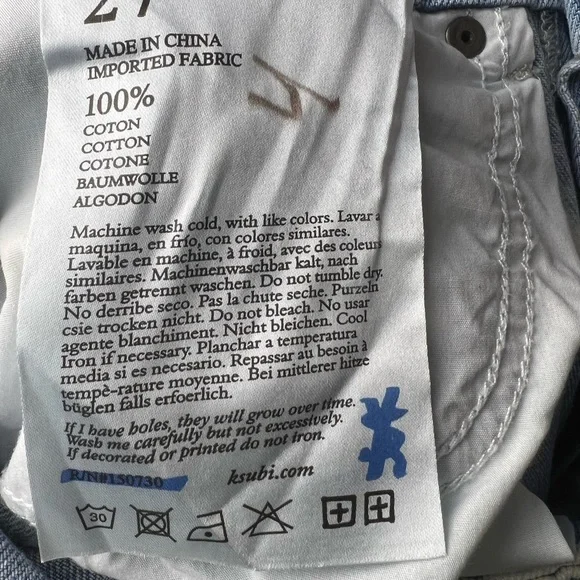 27
MADE IN CHINA
IMPORTED FABRIC
100%
COTON
COTTON
COTONE
BAUMWOLLE
ALGODON
Machine wash cold, with like colors. Lavar a
maquina, en frío, con colores similares.
Lavable en machine, à froid, avec des coleurs
similaires. Machinenwaschbar kalt, nach
farben getrennt waschen. Do not tumble dry.
No derribe seco. Pas la chute seche. Purzeln
csie trocken nicht. Do not bleach. No usar
agente blanchiment. Nicht bleichen. Cool
Iron if necessary. Planchar a temperatura
media si es necesario. Repassar au besoin à
tempè-rature moyenne. Bei mittlerer hitze
büglen falls erfoerlich.
If I have holes, they will grow over time.
Wash me carefully but not excessively.
If decorated or printed do not iron.
R/N#150730
ksubi.com
30